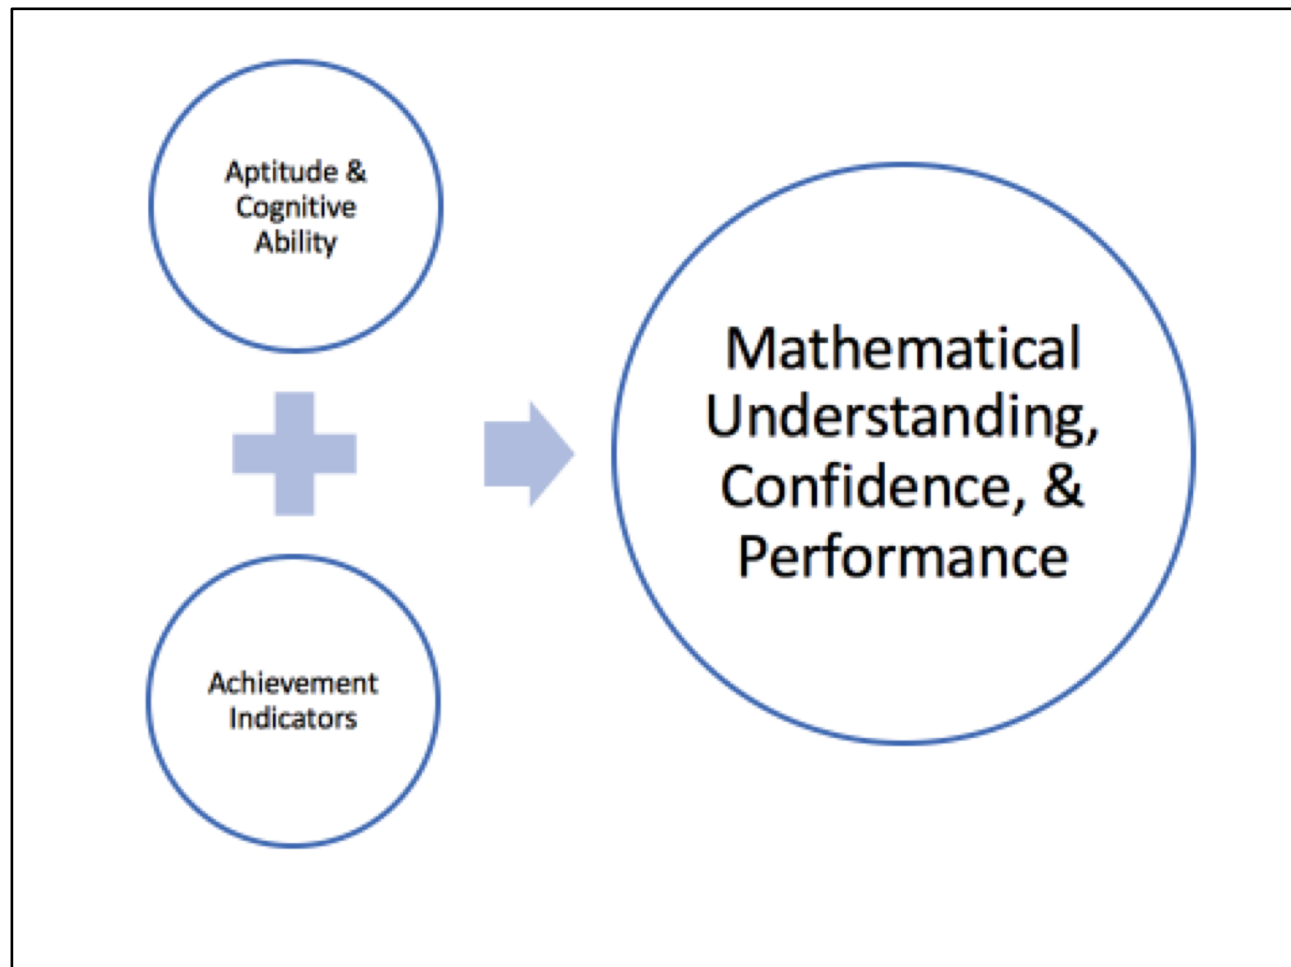 Aptitude &
Cognitive
Ability
Achievement
Indicators
Mathematical
Understanding,
Confidence, &
Performance